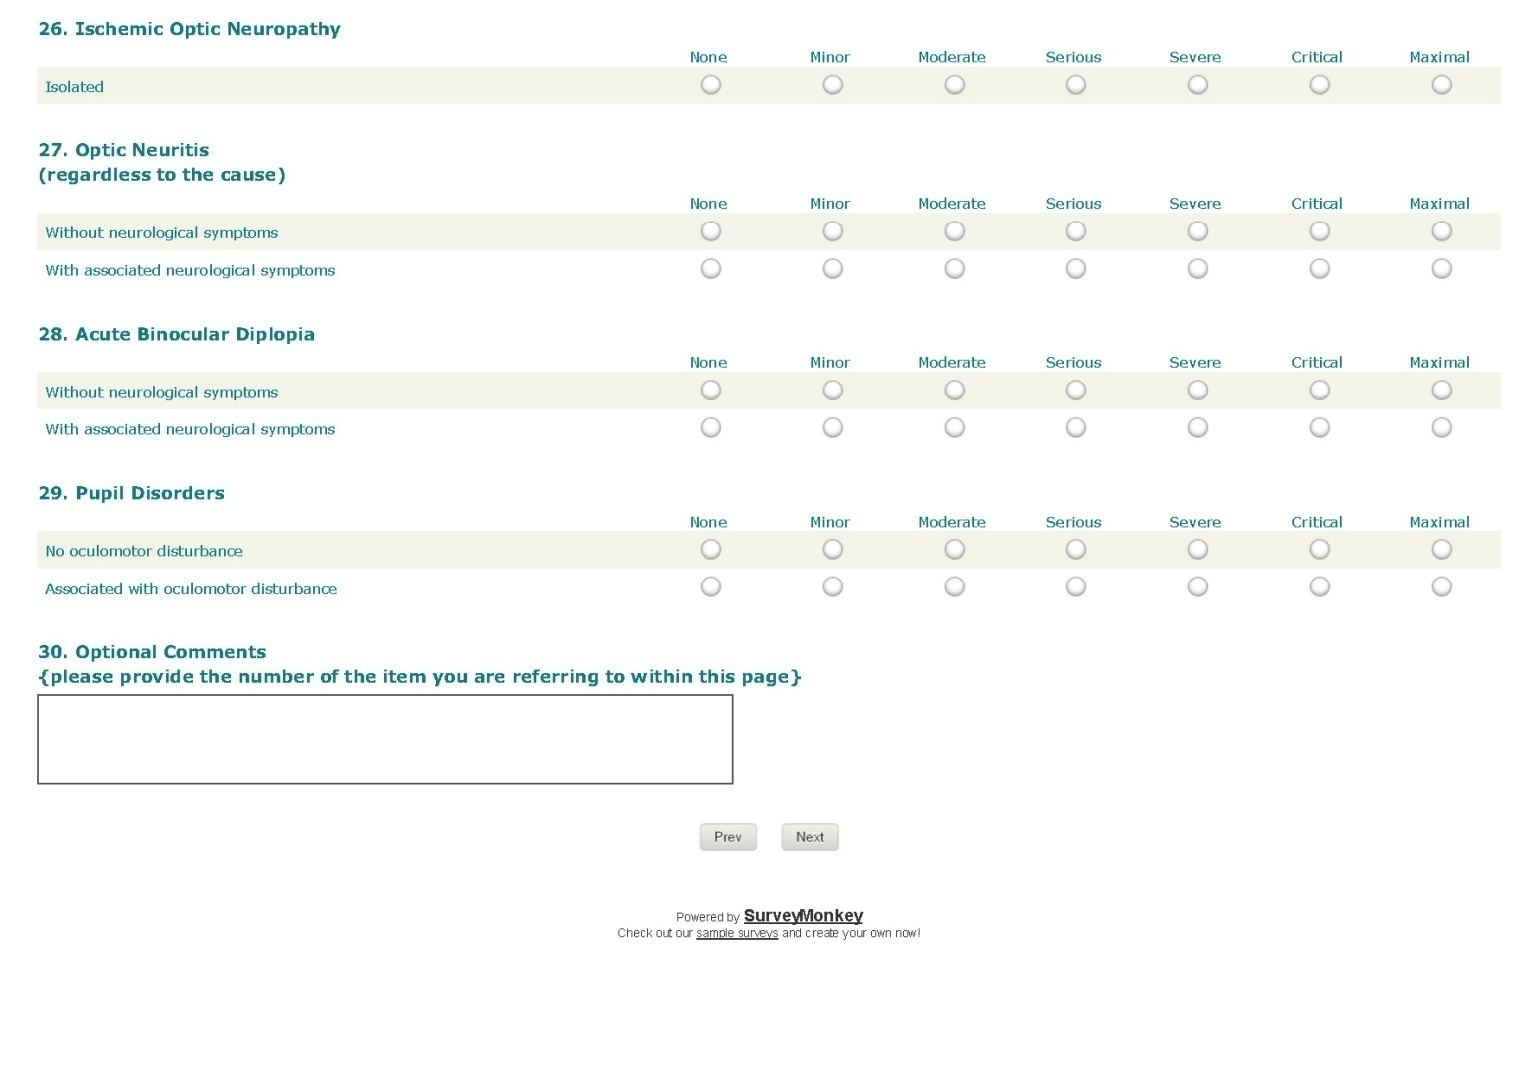 26. Ischemic Optic Neuropathy
None Minor Moderate Serious Severe Critical Maximal
Isolated
27. Optic Neuritis
(regardless to the cause)
None Minor Moderate Serious Severe Critical Maximal
Without neurological symptoms
With associated neurological symptoms
28. Acute Binocular Diplopia
None Minor Moderate Serious Severe Critical Maximal
Without neurological symptoms
With associated neurological symptoms
29. Pupil Disorders
None Minor Moderate Serious Severe Critical Maximal
No oculomotor disturbance
Associated with oculomotor disturbance
30. Optional Comments
{please provide the number of the item you are referring to within this page}
Prev Next
Powered by SurveyMonkey
Check out our sample surveys and create your own now!